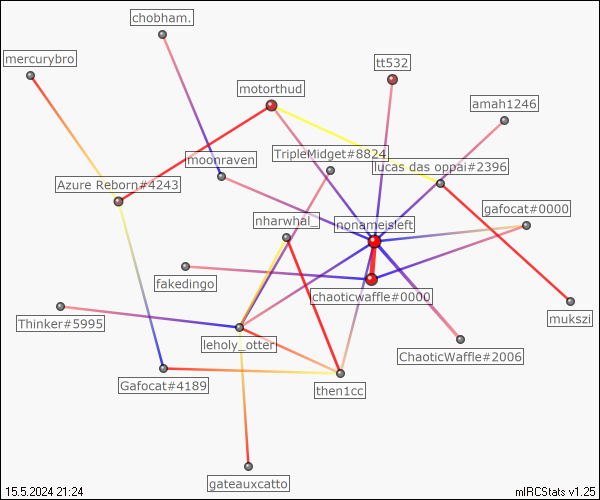 chobham.
mercurybro
tt532
motorthud
amah1246
moonraven
TripleMidget#8824
lucas das oppai#2396
Azure Reborn#4243
gafocat#0000
nharwhal_
nonameisleft
fakedingo
chaoticwaffle#0000
Thinker#5995
mukszi
leholy_otter
ChaoticWaffle#2006
Gafocat#4189
then1cc
gateauxcatto
15.5.2024 21:24
mIRCStats v1.25